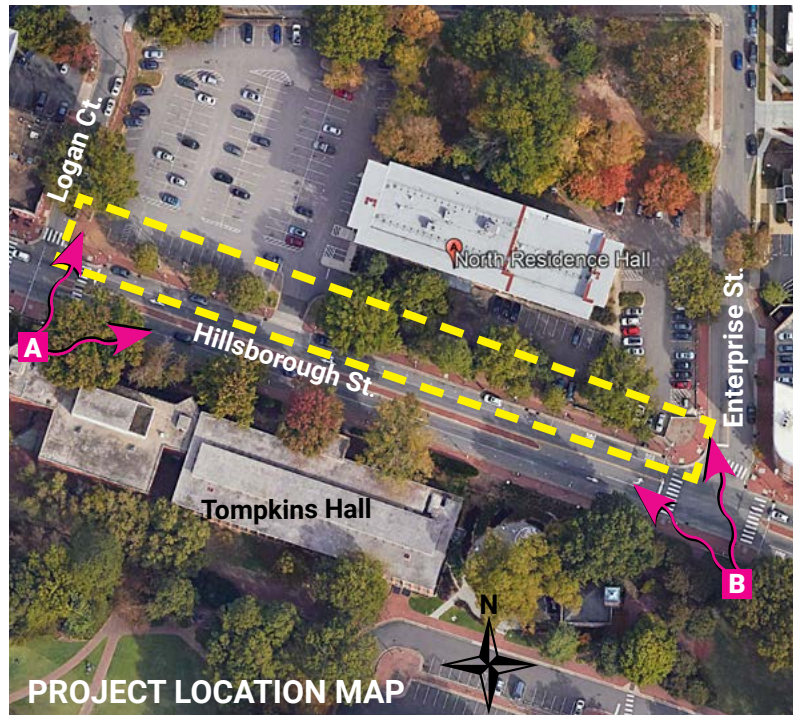 Logan Ct.
North Residence Hall
Enterprise St.
A
Hillsborough St.
Tompkins Hall
B
N
PROJECT LOCATION MAP